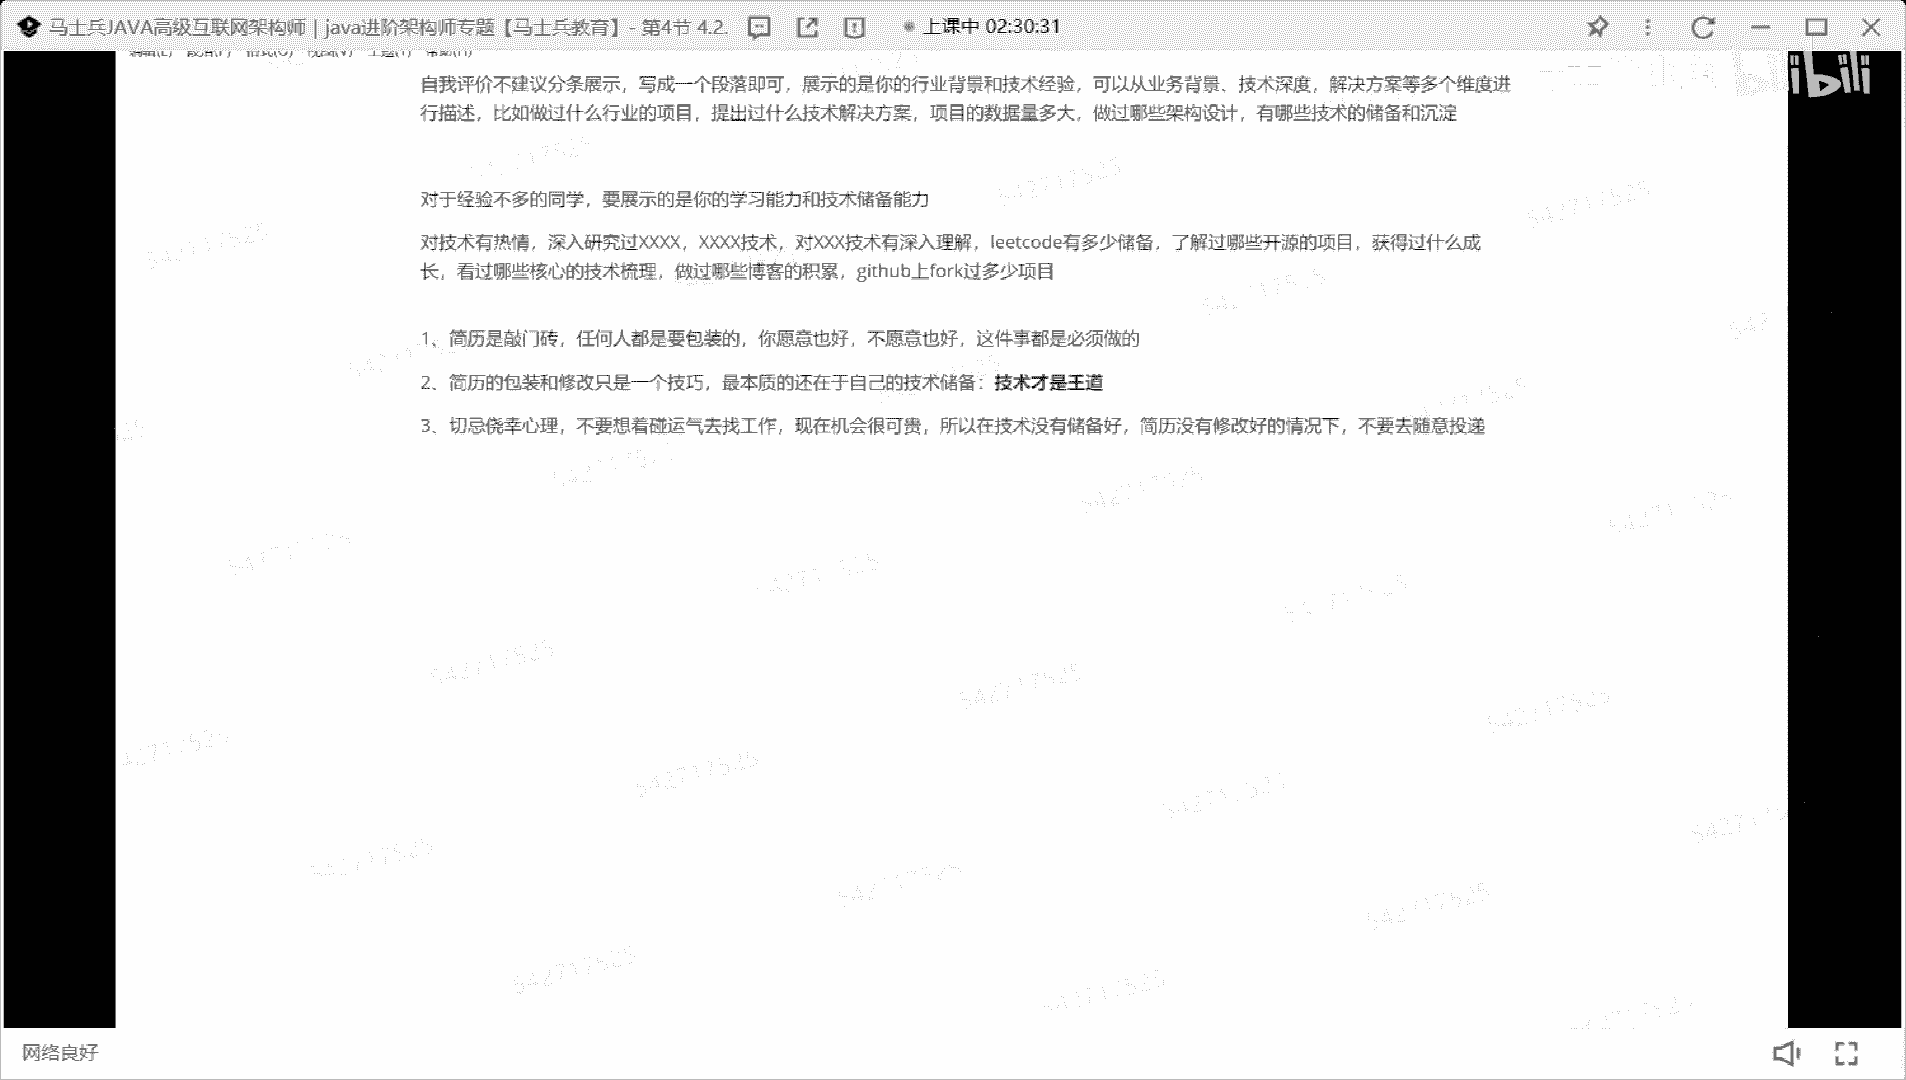 马士兵JAVA高级互联网架构师 | java进阶架构师专题【马士兵教育】- 第4节 4.2.
上课中 02:30:31
自我评价不建议分条展示，写成一个段落即可，展示的是你的行业背景和技术经验，可以从业务背景、技术深度，解决方案等多个维度进
行描述，比如做过什么行业的项目，提出过什么技术解决方案，项目的数据量多大，做过哪些架构设计，有哪些技术的储备和沉淀
对于经验不多的同学，要展示的是你的学习能力和技术储备能力
对技术有热情，深入研究过XXXX，XXXX技术，对XXX技术有深入理解，leetcode有多少储备，了解过哪些开源的项目，获得过什么成
长，看过哪些核心的技术梳理，做过哪些博客的积累，github上fork过多少项目
1、简历是敲门砖，任何人都是要包装的，你愿意也好，不愿意也好，这件事都是必须做的
2、简历的包装和修改只是一个技巧，最本质的还在于自己的技术储备：技术才是王道
3、切忌侥幸心理，不要想着碰运气去找工作，现在机会很可贵，所以在技术没有储备好，简历没有修改好的情况下，不要去随意投递
542717525
网络良好